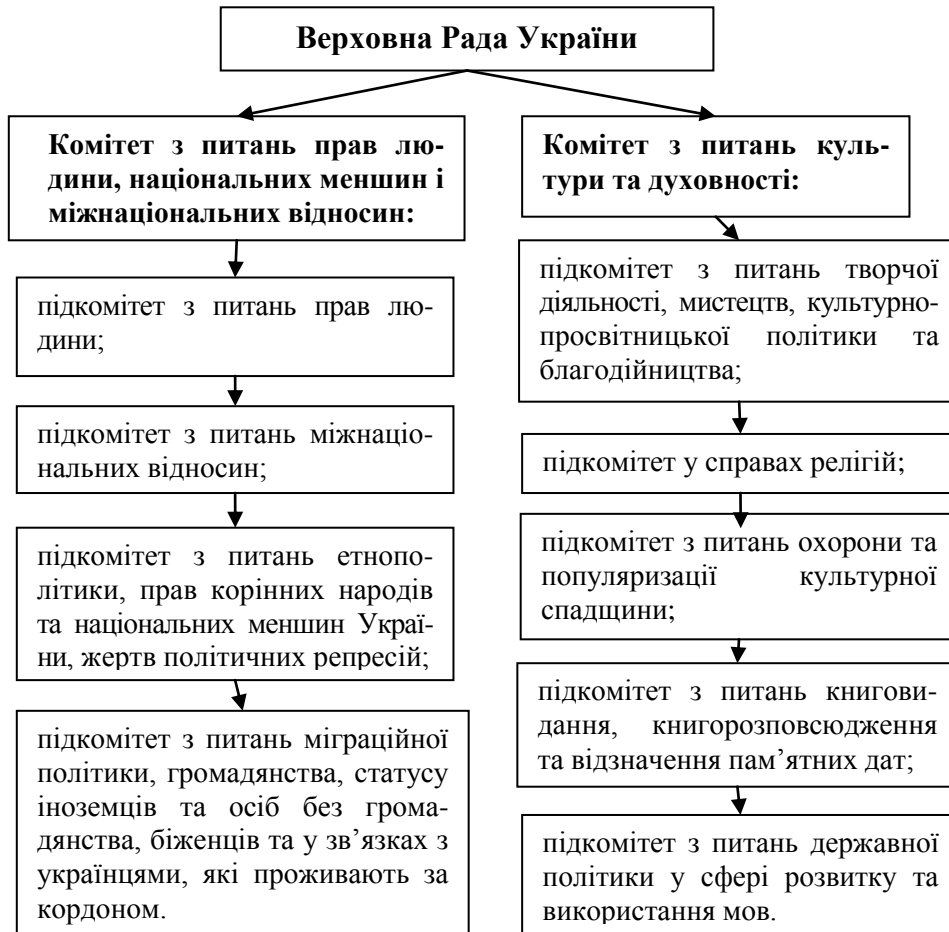 Верховна Рада України
Комітет з питань прав лю-
дини, національних меншин і
міжнаціональних відносин:
підкомітет з питань прав лю-
дини;
підкомітет з питань міжнаціо-
нальних відносин;
підкомітет з питань етнопо-
літики, прав корінних народів
та національних меншин Украї-
ни, жертв політичних репресій;
підкомітет з питань міграційної
політики, громадянства, статусу
іноземців та осіб без грома-
дянства, біженців та у зв’язках з
українцями, які проживають за
кордоном.
Комітет з питань куль-
тури та духовності:
підкомітет з питань творчої
діяльності, мистецтв, культурно-
просвітницької політики та
благодійництва;
підкомітет у справах релігій;
підкомітет з питань охорони та
популяризації культурної
спадщини;
підкомітет з питань книгови-
дання, книгорозповсюдження
та відзначення пам’ятних дат;
підкомітет з питань державної
політики у сфері розвитку та
використання мов.